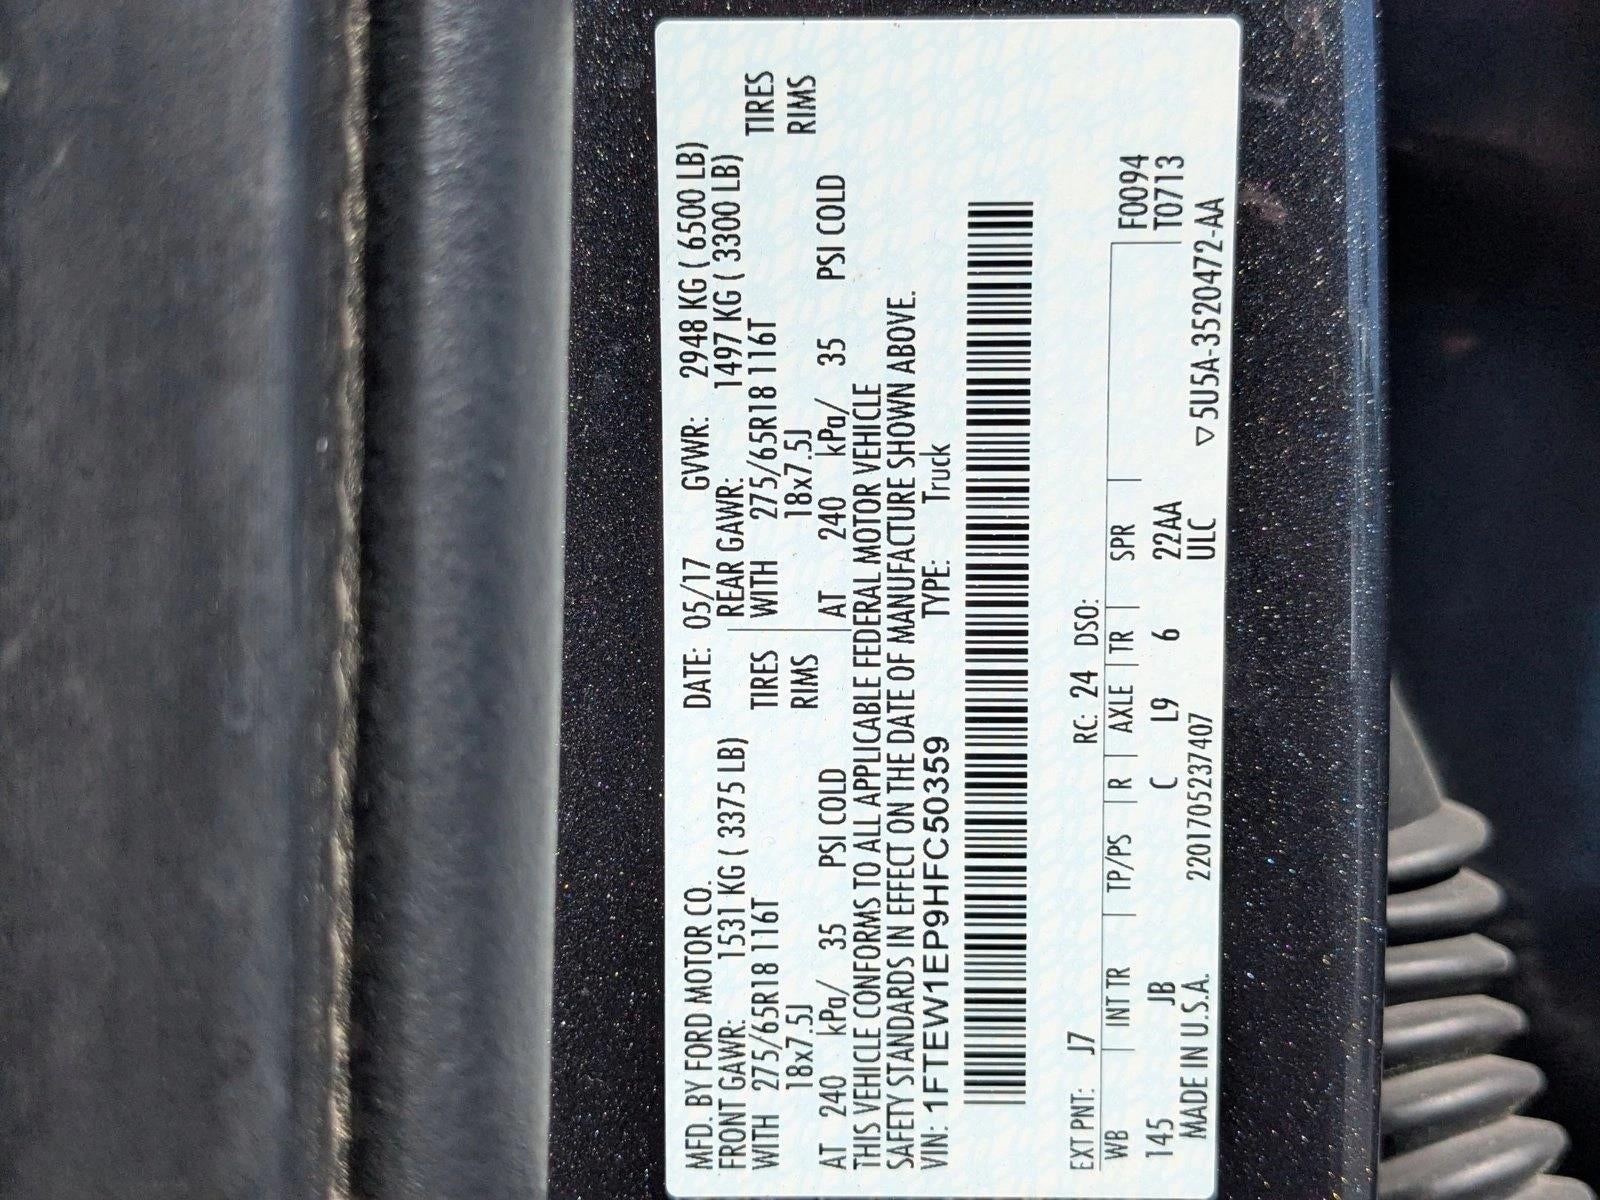 MFD. BY FORD MOTOR CO. DATE: 05/17 GVWR: 2948 KG ( 6500 LB)
FRONT GAWR: 1531 KG ( 3375 LB) REAR GAWR: 1497 KG ( 3300 LB)
WITH 275/65R18 116T TIRES WITH 275/65R18 116T TIRES
18x7.5J RIMS 18x7.5J RIMS
AT 240 kPa/ 35 PSI COLD AT 240 kPa/ 35 PSI COLD
THIS VEHICLE CONFORMS TO ALL APPLICABLE FEDERAL MOTOR VEHICLE
SAFETY STANDARDS IN EFFECT ON THE DATE OF MANUFACTURE SHOWN ABOVE.
VIN: 1FTEW1EP9HFC50359 TYPE: Truck
EXT PNT: J7 RC: 24 DSO:
WB INT TR TP/PS R AXLE TR SPR F0094
145 JB C L9 6 22AA T0713
MADE IN U.S.A. 2201705237407 ULC ▽5U5A-3520472-AA